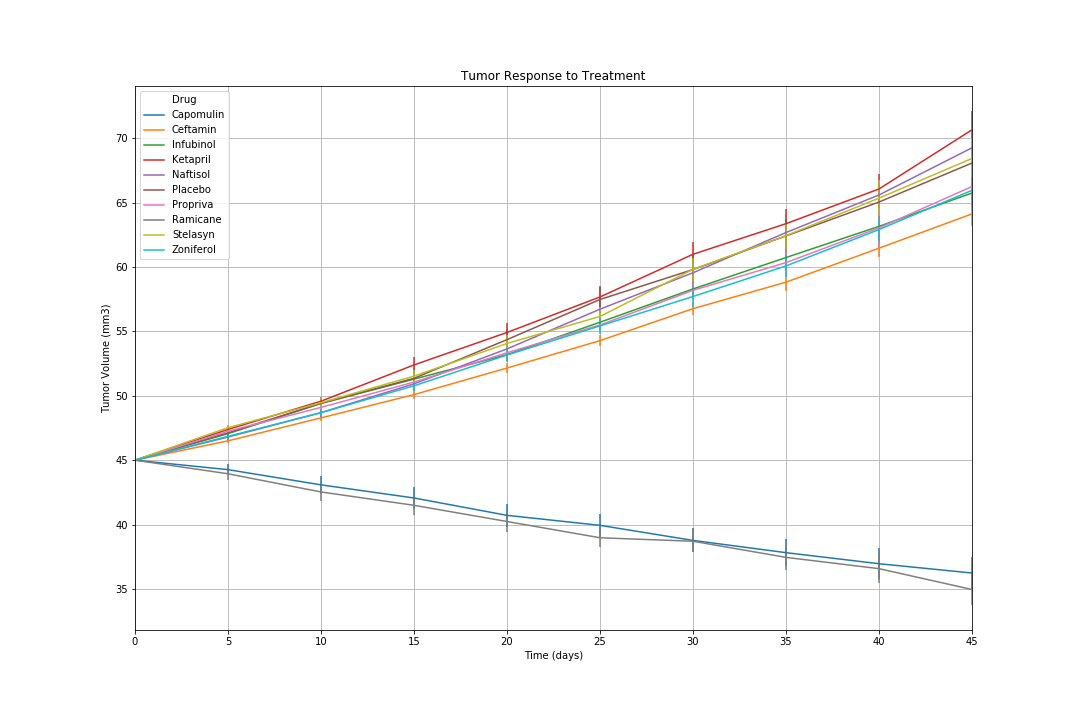 Tumor Response to Treatment
Drug
Capomulin
Ceftamin
Infubinol
Ketapril
Naftisol
Placebo
Propriva
Ramicane
Stelasyn
Zoniferol
Tumor Volume (mm3)
70
65
60
55
50
45
40
35
0 5 10 15 20 25 30 35 40 45
Time (days)